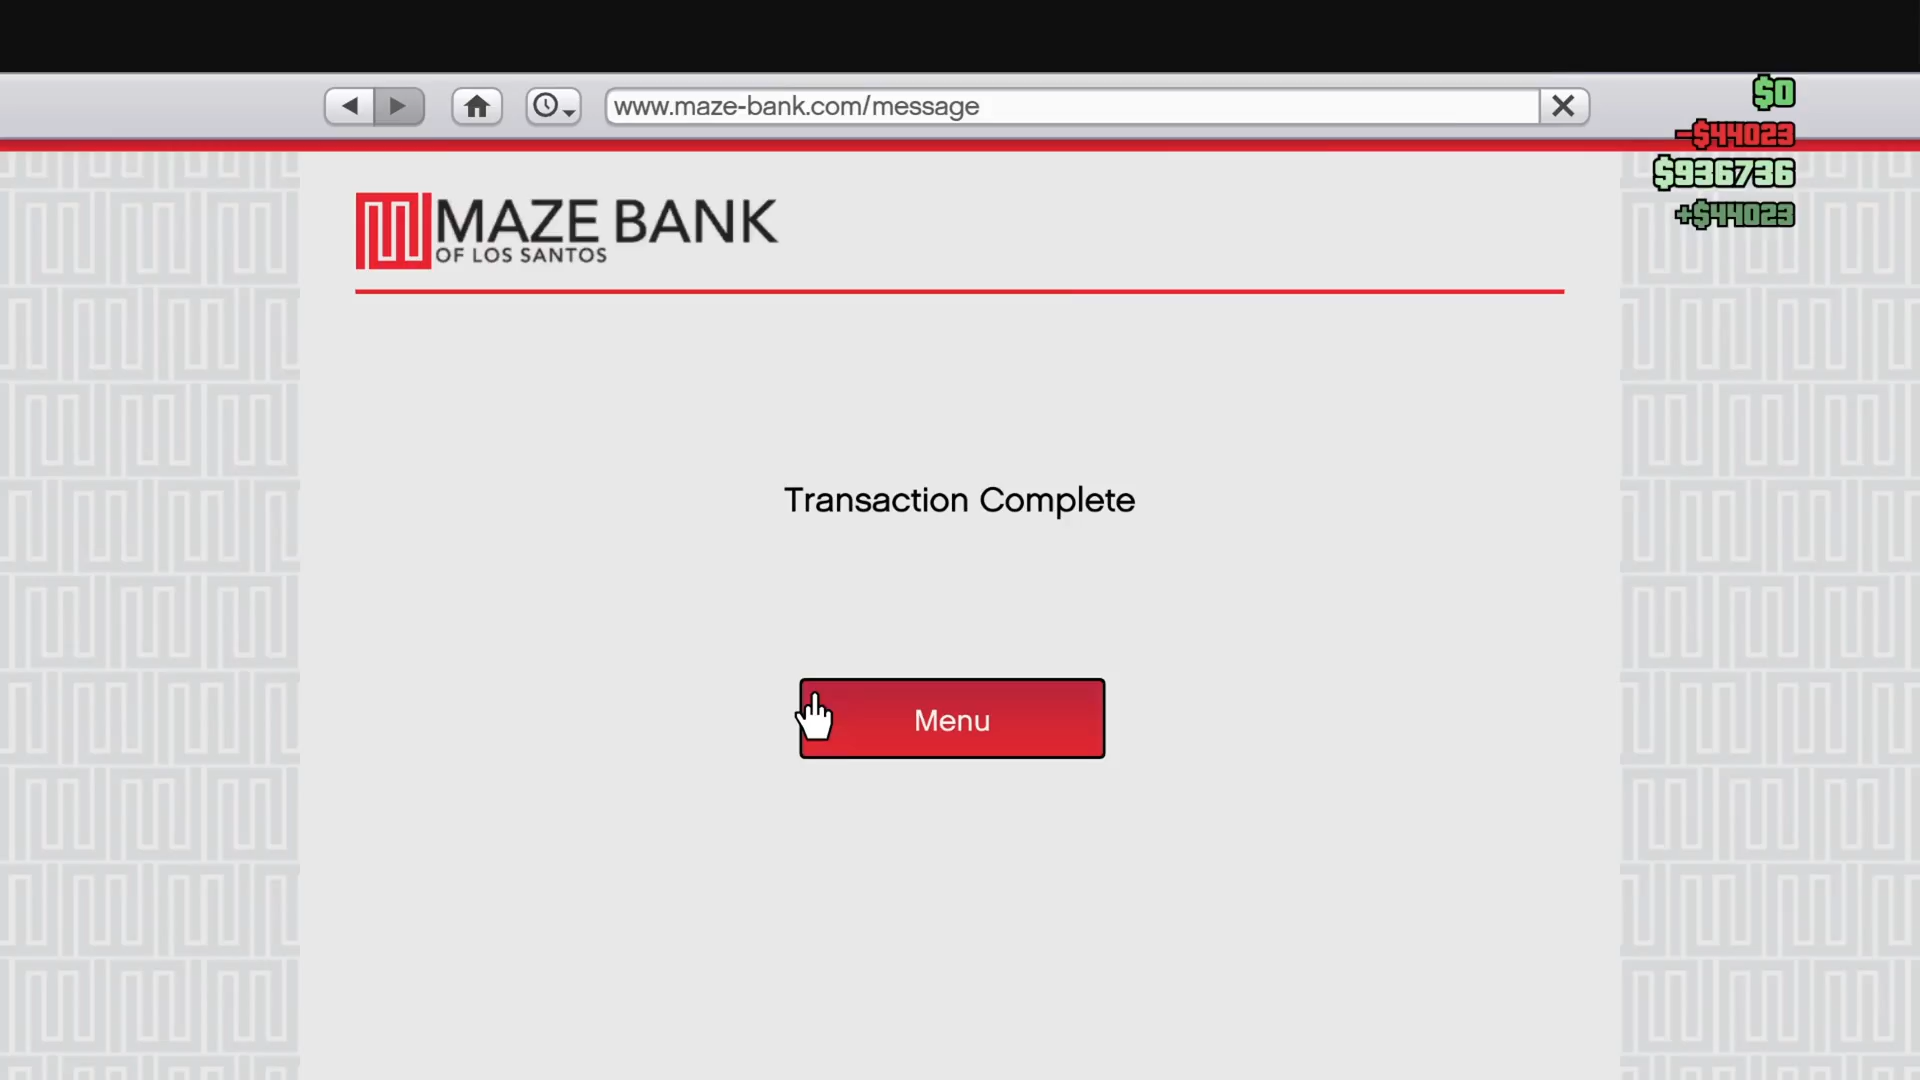 www.maze-bank.com/message
$0
-$44023
$936736
+$44023
MAZE BANK
OF LOS SANTOS
Transaction Complete
Menu